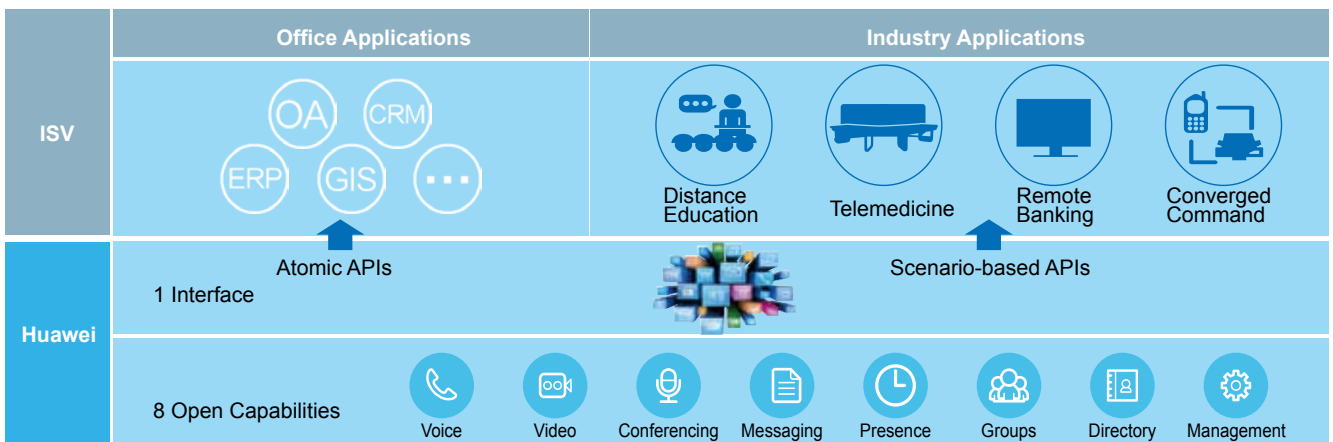 Office Applications
Industry Applications
ISV
OA
CRM
ERP
GIS
Distance
Education
Telemedicine
Remote
Banking
Converged
Command
Huawei
Atomic APIs
Scenario-based APIs
1 Interface
8 Open Capabilities
Voice
Video
Conferencing
Messaging
Presence
Groups
Directory
Management